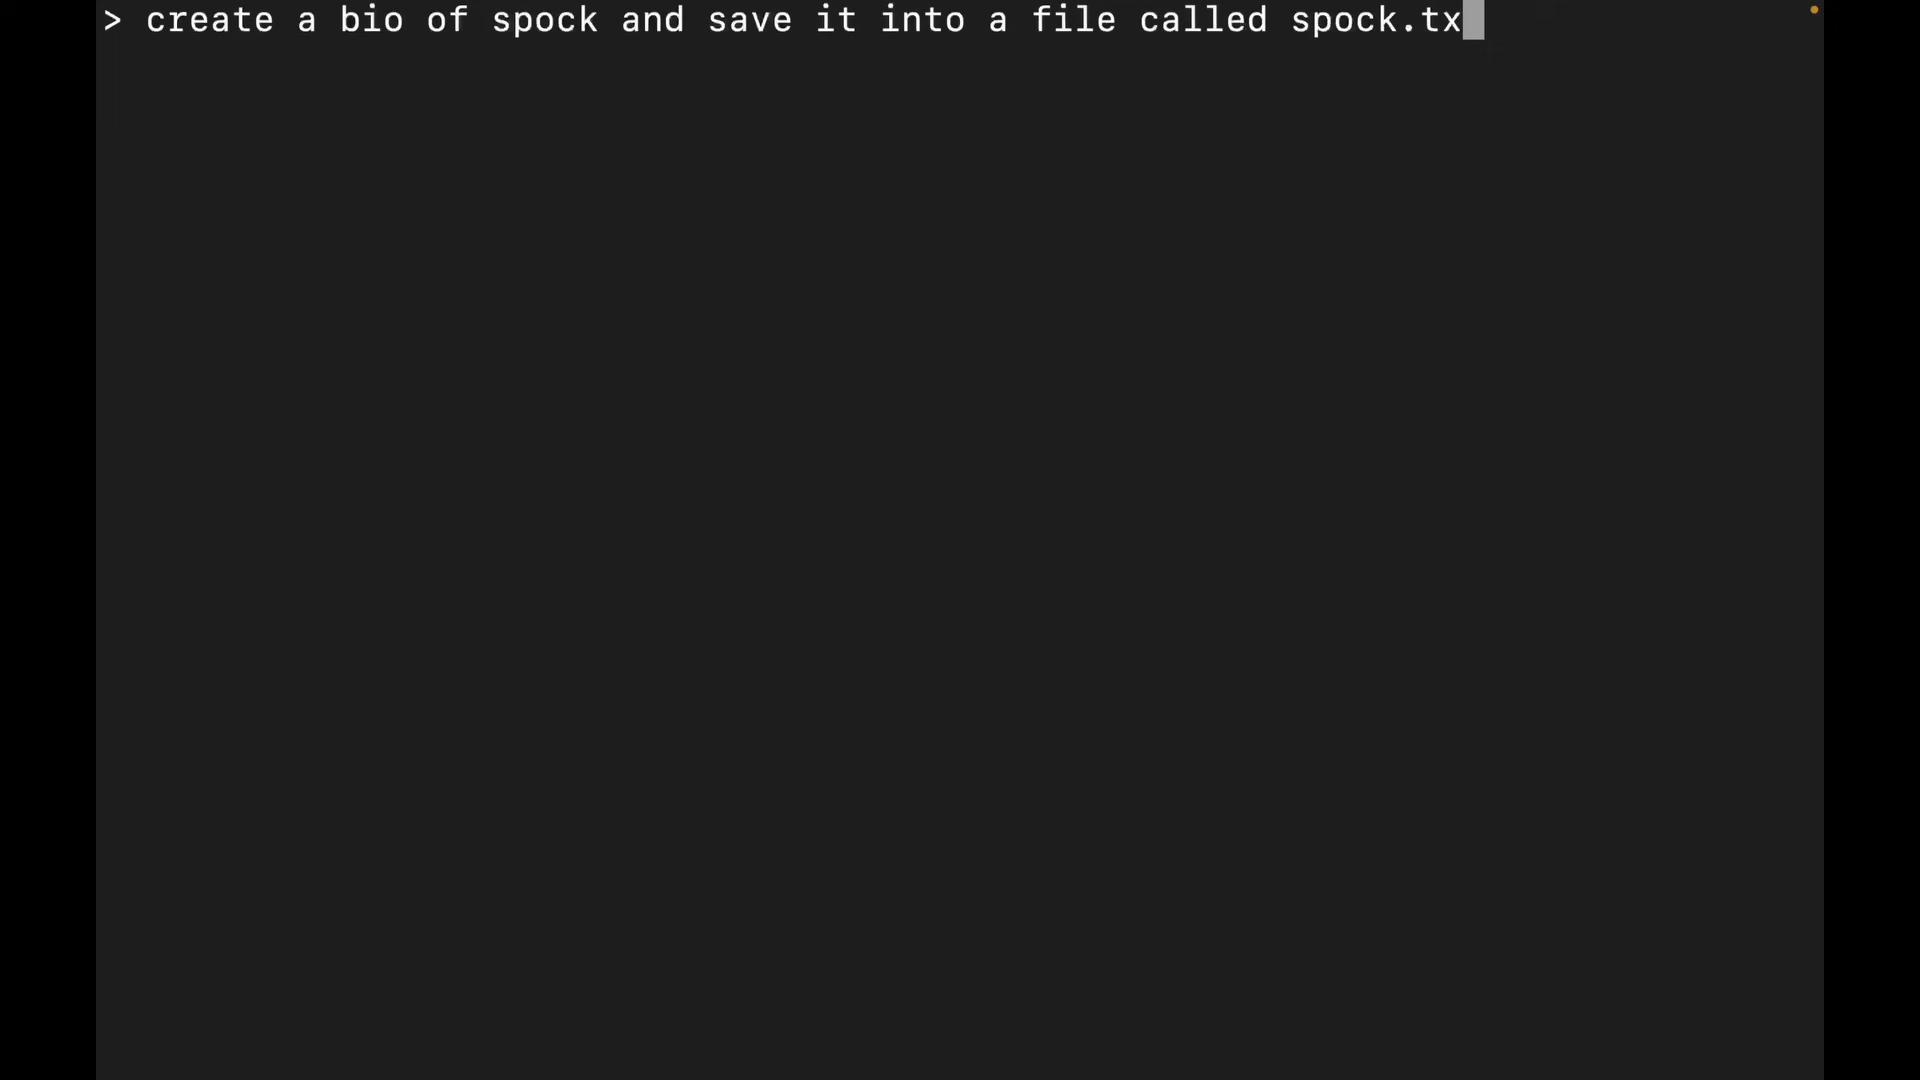 > create a bio of spock and save it into a file called spock.tx